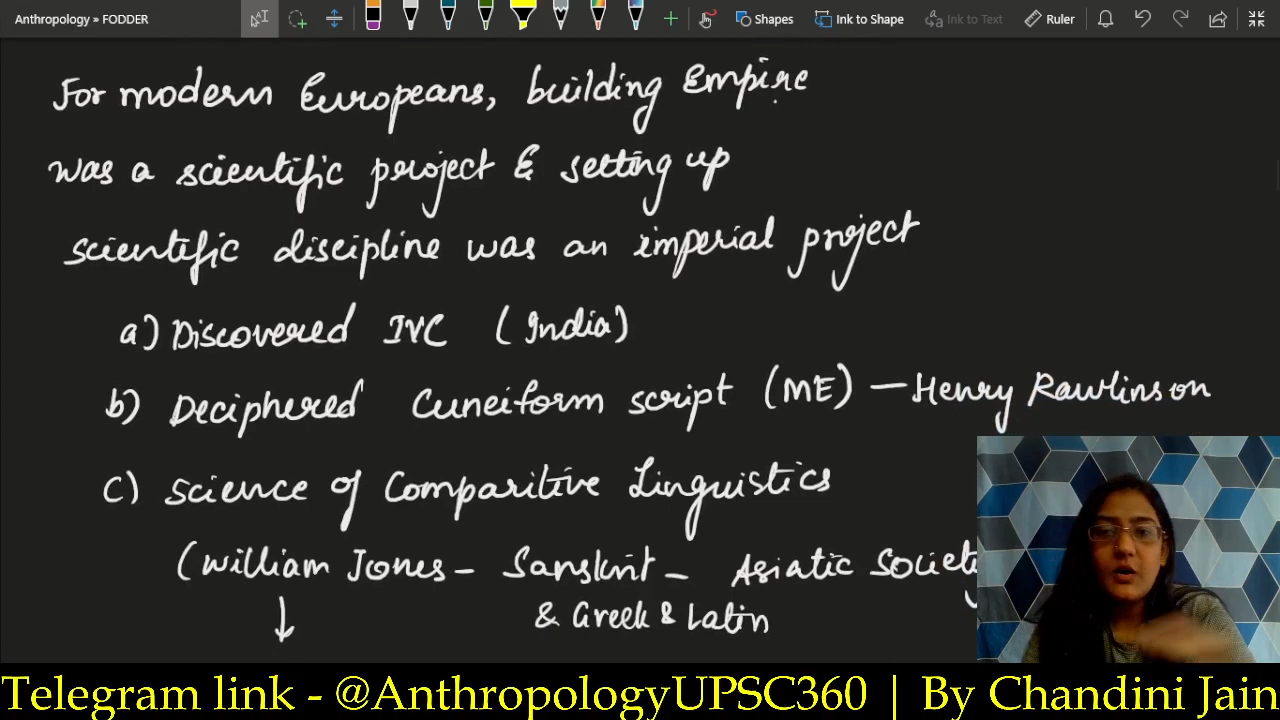 Anthropology » FODDER
Shapes
Ink to Shape
Ink to Text
Ruler
For modern Europeans, building Empire
was a scientific project & setting up
scientific discipline was an imperial project
a) Discovered IVC (India)
b) Deciphered Cuneiform script (ME) — Henry Rawlinson
c) Science of Comparitive Linguistics
(William Jones - Sanskrit - Asiatic Society
↓ & Greek & Latin
Telegram link - @AnthropologyUPSC360 | By Chandini Jain